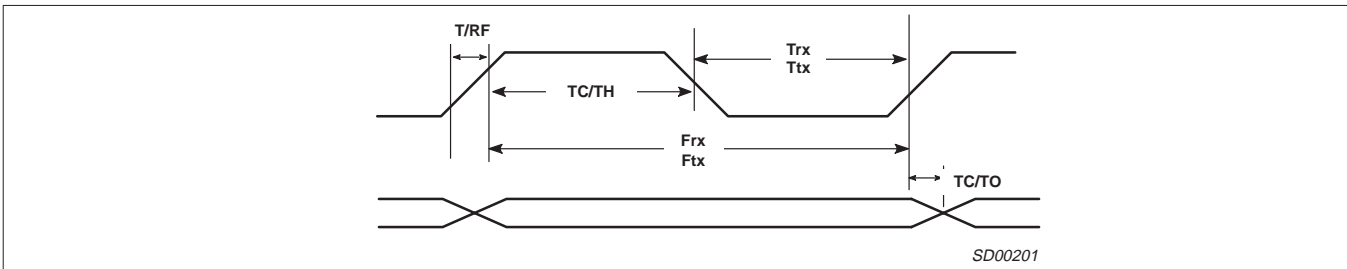 T/RF
Trx
Ttx
TC/TH
Frx
Ftx
TC/TO
SD00201